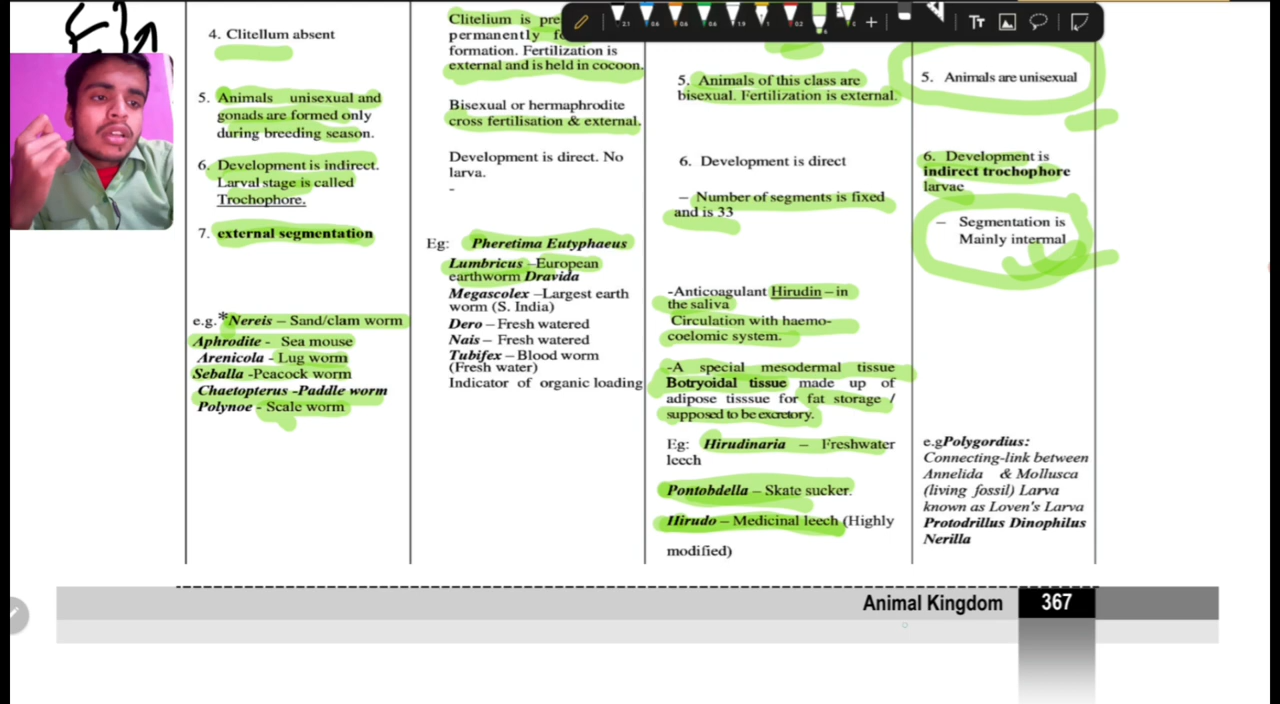 4. Clitellum absent
5. Animals unisexual and
gonads are formed only
during breeding season.
6. Development is indirect.
Larval stage is called
Trochophore.
7. external segmentation
e.g.*Nereis – Sand/clam worm
Aphrodite - Sea mouse
Arenicola - Lug worm
Seballa -Peacock worm
Chaetopterus -Paddle worm
Polynoe - Scale worm
Clitelium is
permanently
formation. Fertilization is
external and is held in cocoon.
Bisexual or hermaphrodite
cross fertilisation & external.
Development is direct. No
larva.
-
Eg: Pheretima Eutyphaeus
Lumbricus –European
earthworm Dravida
Megascolex –Largest earth
worm (S. India)
Dero – Fresh watered
Nais – Fresh watered
Tubifex – Blood worm
(Fresh water)
Indicator of organic loading
5. Animals of this class are
bisexual. Fertilization is external.
6. Development is direct
– Number of segments is fixed
and is 33
-Anticoagulant Hirudin – in
the saliva
Circulation with haemo-
coelomic system.
-A special mesodermal tissue
Botryoidal tissue made up of
adipose tisssue for fat storage /
supposed to be excretory.
Eg: Hirudinaria – Freshwater
leech
Pontobdella – Skate sucker.
Hirudo – Medicinal leech (Highly
modified)
5. Animals are unisexual
6. Development is
indirect trochophore
larvae
– Segmentation is
Mainly intermal
e.gPolygordius:
Connecting-link between
Annelida & Mollusca
(living fossil) Larva
known as Loven's Larva
Protodrillus Dinophilus
Nerilla
Animal Kingdom 367